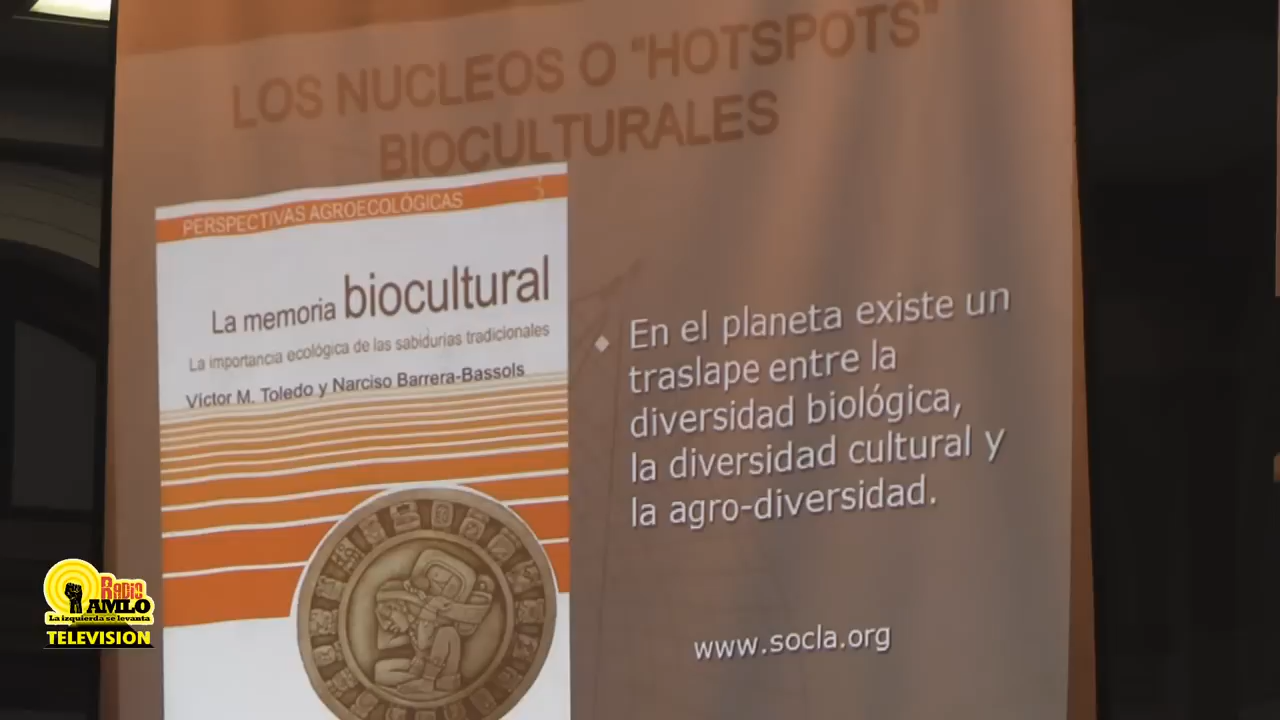 LOS NUCLEOS O "HOTSPOTS"
BIOCULTURALES
PERSPECTIVAS AGROECOLÓGICAS 3
La memoria biocultural
La importancia ecológica de las sabidurías tradicionales
Víctor M. Toledo y Narciso Barrera-Bassols
En el planeta existe un
traslape entre la
diversidad biológica,
la diversidad cultural y
la agro-diversidad.
www.socla.org
RADIO
AMLO
La izquierda se levanta
TELEVISION